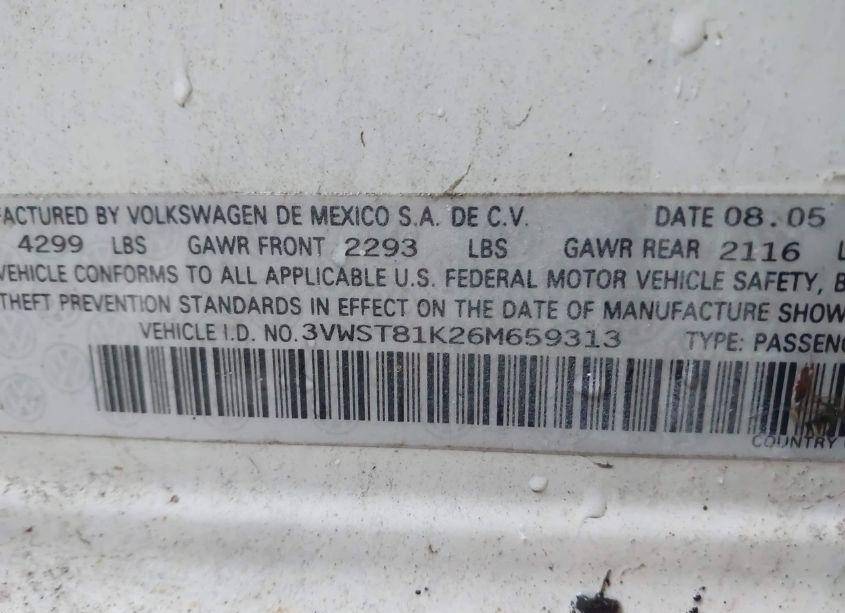 FACTURED BY VOLKSWAGEN DE MEXICO S.A. DE C.V. DATE 08.05
4299 LBS GAWR FRONT 2293 LBS GAWR REAR 2116 L
VEHICLE CONFORMS TO ALL APPLICABLE U.S. FEDERAL MOTOR VEHICLE SAFETY, B
THEFT PREVENTION STANDARDS IN EFFECT ON THE DATE OF MANUFACTURE SHOW
VEHICLE I.D. NO. 3VWST81K26M659313 TYPE: PASSENG
COUNTRY